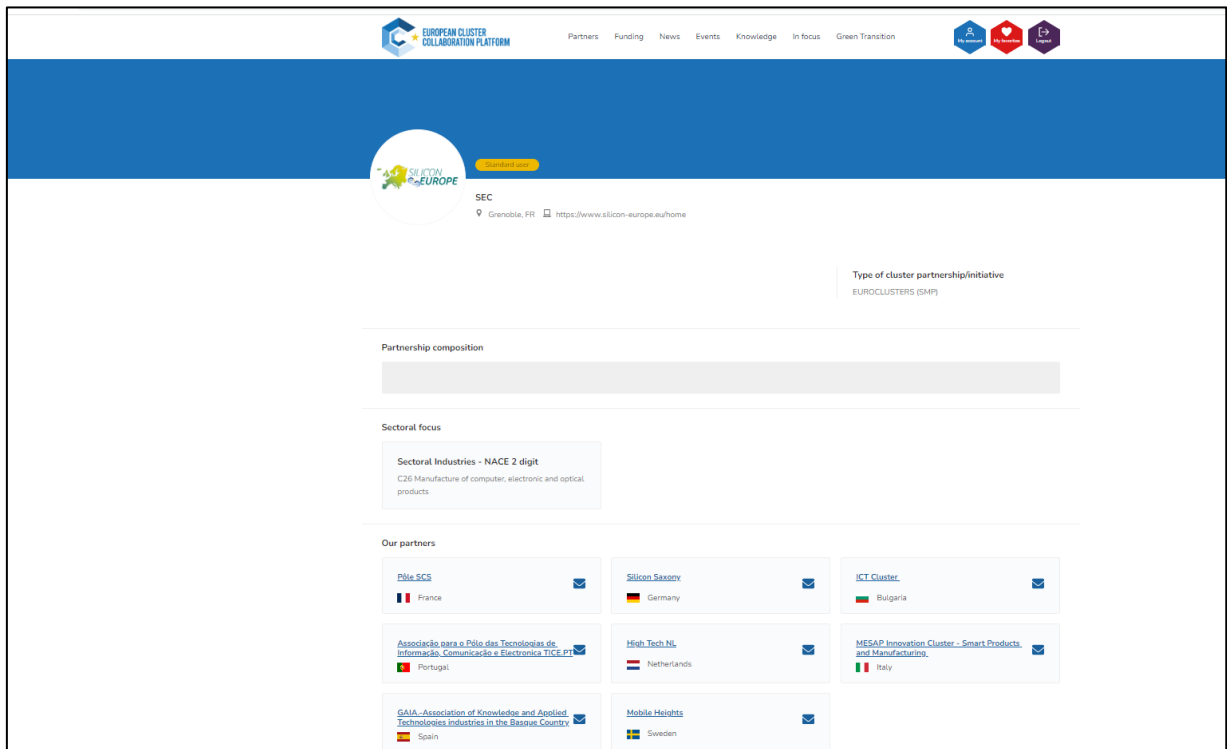 EUROPEAN CLUSTER
COLLABORATION PLATFORM
Partners Funding News Events Knowledge In focus Green Transition
My account My favorites Logout
SILICON
EUROPE
Standard user
SEC
Grenoble, FR https://www.silicon-europe.eu/home
Type of cluster partnership/initiative
EUROCLUSTERS (SMP)
Partnership composition
Sectoral focus
Sectoral Industries - NACE 2 digit
C26 Manufacture of computer, electronic and optical
products
Our partners
Pôle SCS
France
Silicon Saxony
Germany
ICT Cluster
Bulgaria
Associação para o Pólo das Tecnologias de
Informação, Comunicação e Electronica TICE.PT
Portugal
High Tech NL
Netherlands
MESAP Innovation Cluster - Smart Products
and Manufacturing
Italy
GAIA.-Association of Knowledge and Applied
Technologies industries in the Basque Country
Spain
Mobile Heights
Sweden